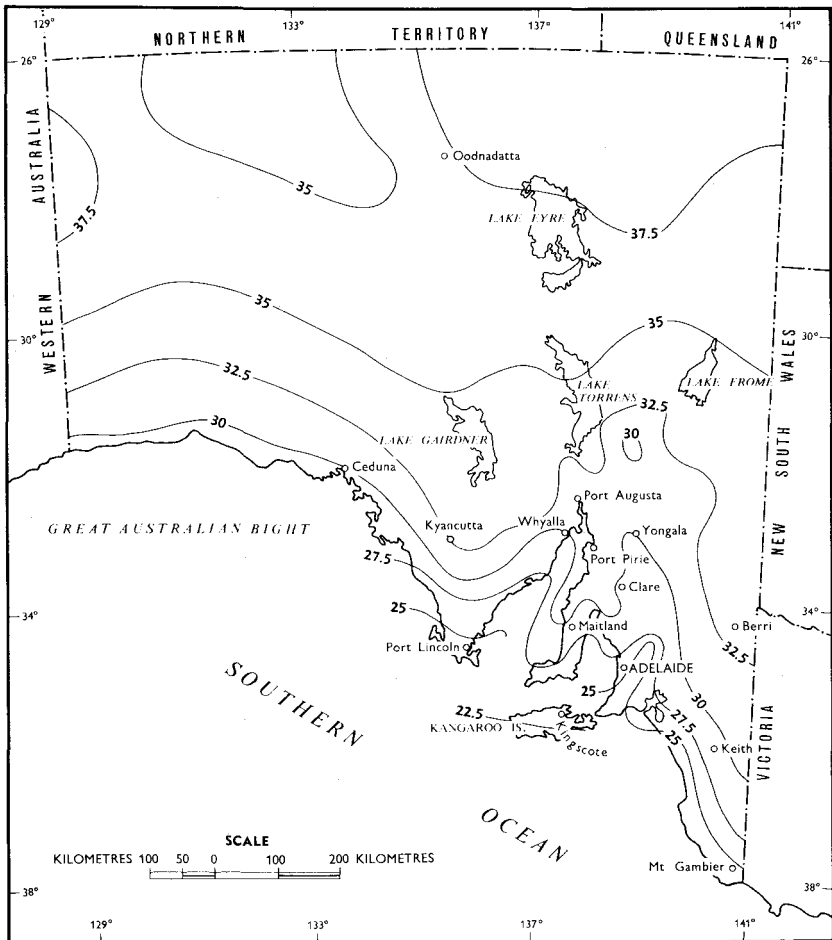 129° 133° 137° 141°
NORTHERN TERRITORY QUEENSLAND
26° 26°
WESTERN AUSTRALIA
Oodnadatta
35
37.5
LAKE EYRE
37.5
35 35
30° 30°
32.5
LAKE TORRENS
LAKE FROME
NEW SOUTH WALES
32.5
30
30
LAKE GAIRDNER
Ceduna
Port Augusta
GREAT AUSTRALIAN BIGHT
Kyancutta
Whyalla
Yongala
27.5
Port Pirie
Clare
34° 34°
25
Maitland
Berri
Port Lincoln
32.5
ADELAIDE
SOUTHERN
25
30
22.5
27.5
KANGAROO IS.
Kingscote
25
Keith
VICTORIA
OCEAN
SCALE
KILOMETRES 100 50 0 100 200 KILOMETRES
Mt Gambier
38° 38°
129° 133° 137° 141°